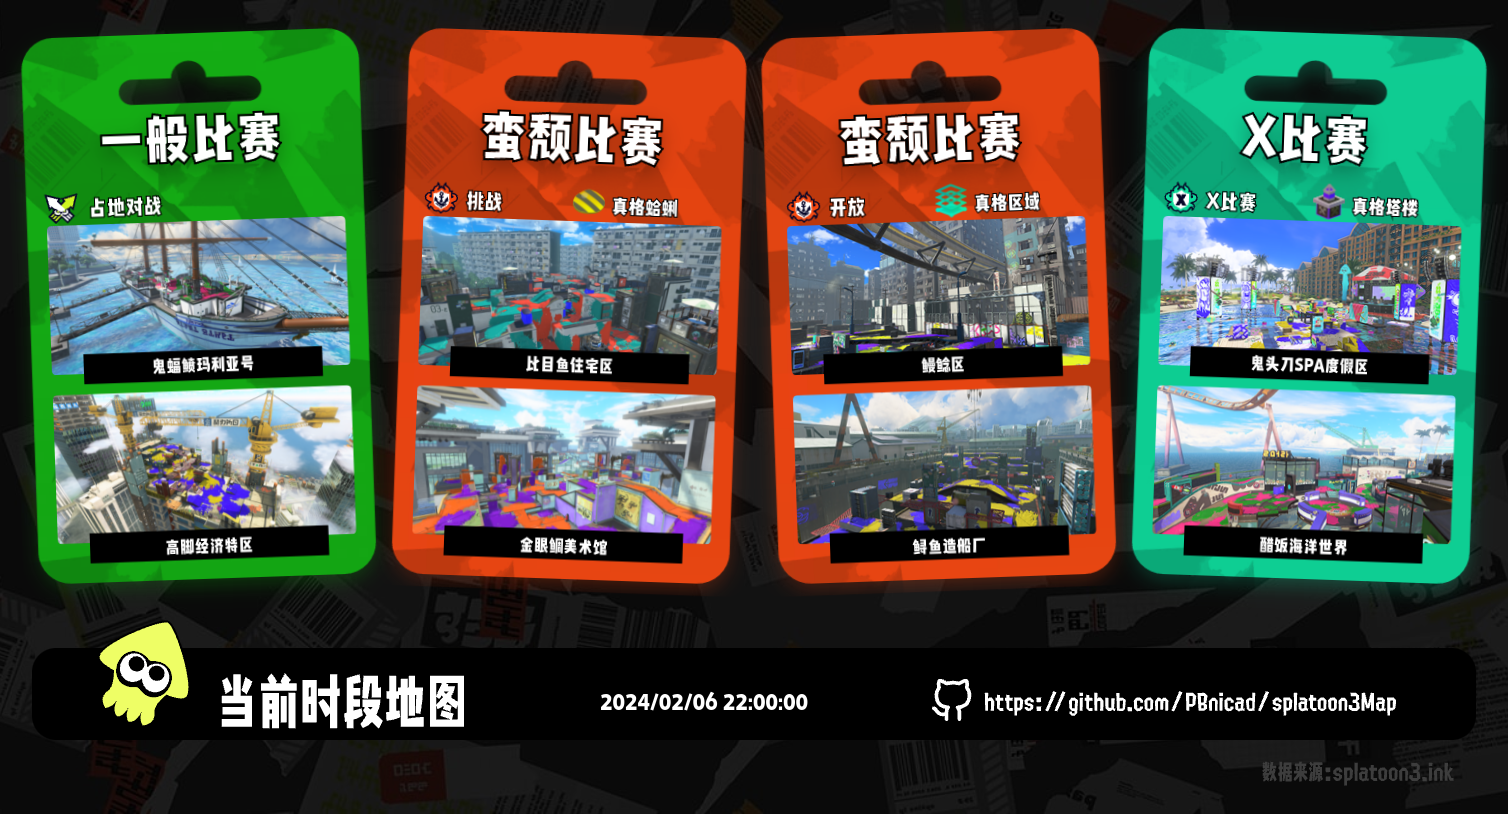 一般比赛
占地对战
鬼蝠鲼玛利亚号
高脚经济特区
蛮颓比赛
挑战
真格蛤蜊
比目鱼住宅区
金眼鲷美术馆
蛮颓比赛
开放
真格区域
鳗鲶区
鲟鱼造船厂
X比赛
X比赛
真格塔楼
鬼头刀SPA度假区
醋饭海洋世界
当前时段地图
2024/02/06 22:00:00
https://github.com/PBnicad/splatoon3Map
数据来源:splatoon3.ink